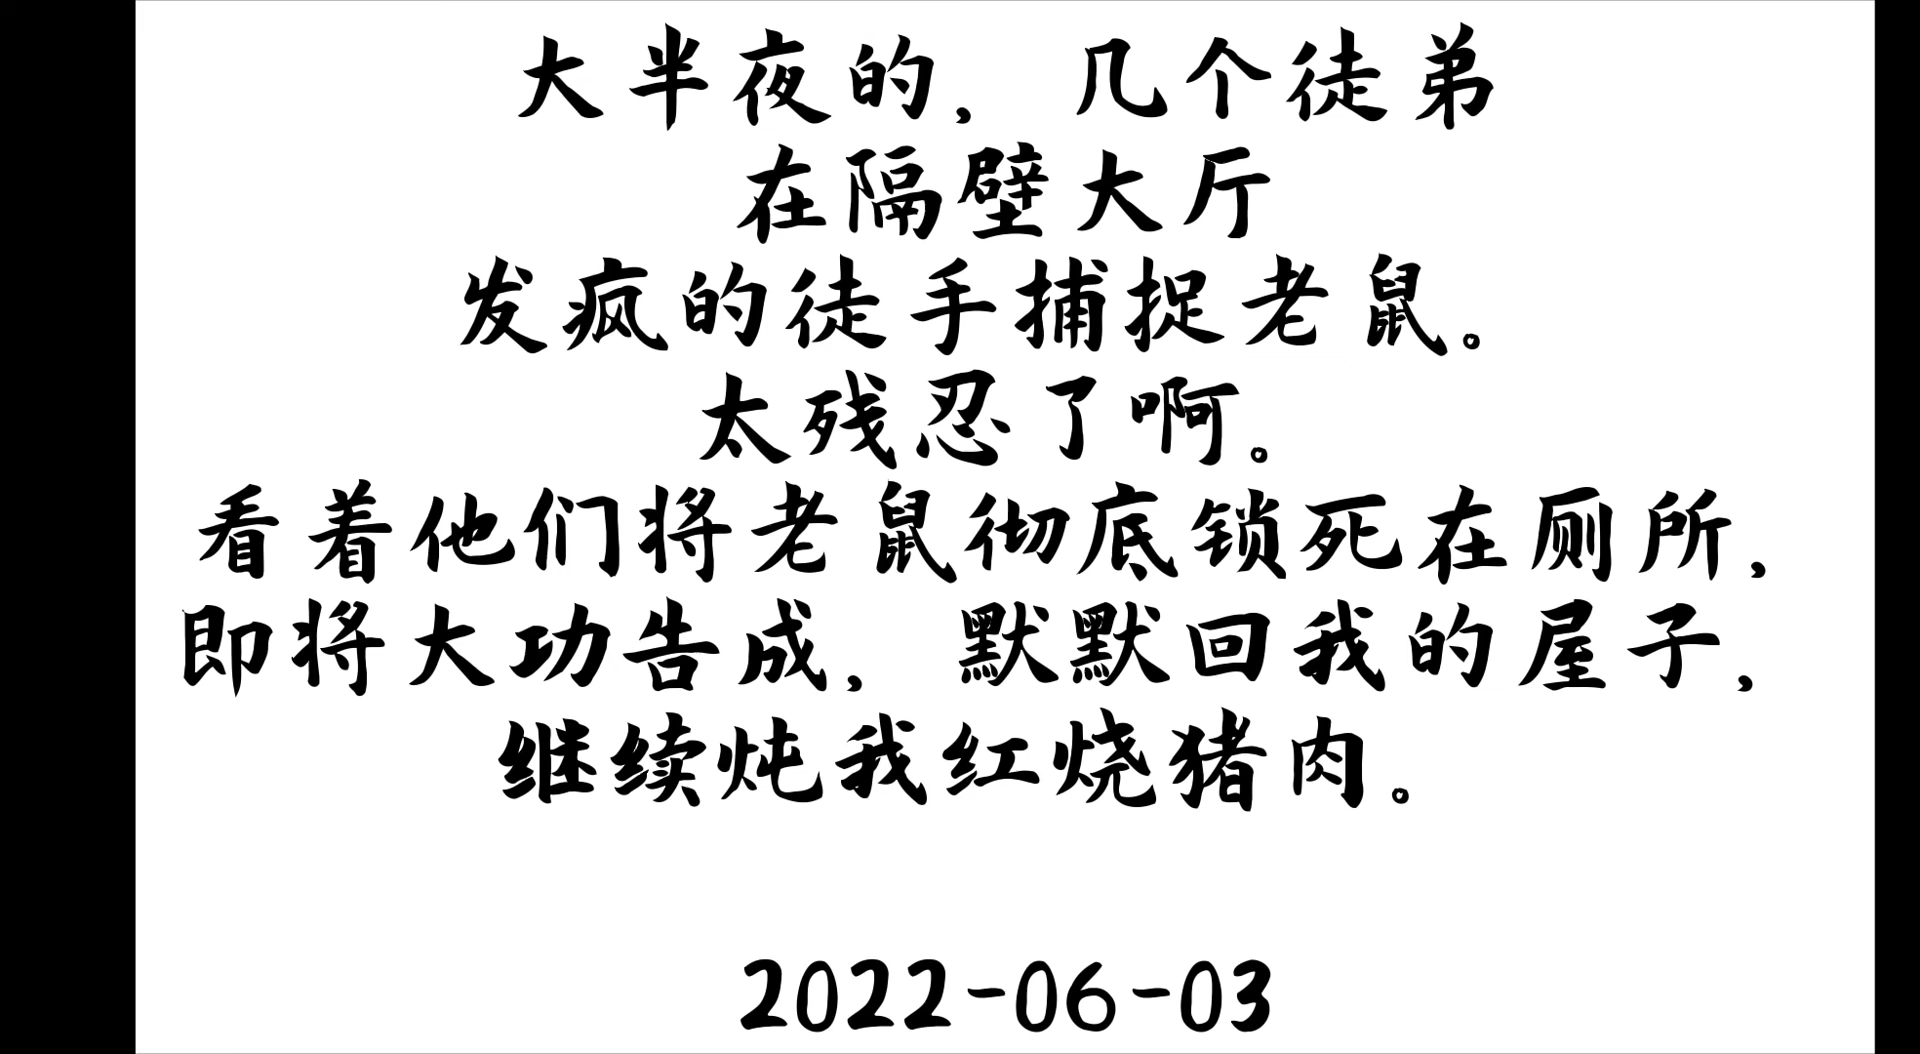 大半夜的，几个徒弟
在隔壁大厅
发疯的徒手捕捉老鼠。
太残忍了啊。
看着他们将老鼠彻底锁死在厕所，
即将大功告成，默默回我的屋子，
继续炖我红烧猪肉。
2022-06-03